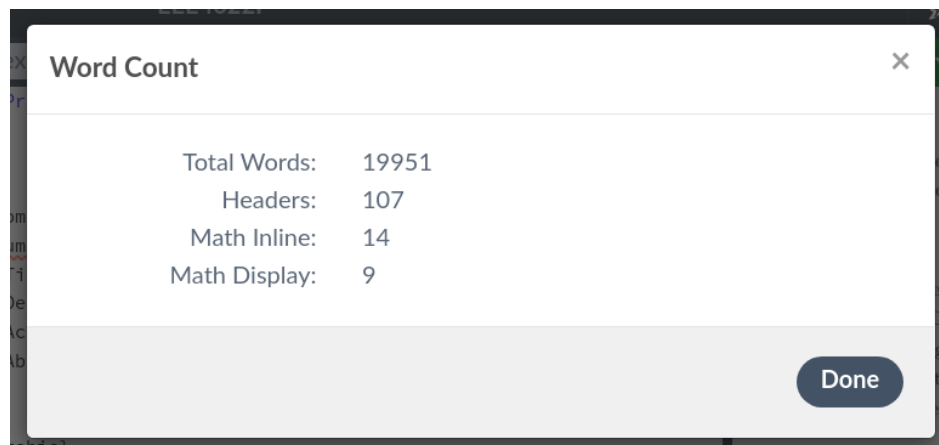 Word Count
×
Total Words: 19951
Headers: 107
Math Inline: 14
Math Display: 9
Done